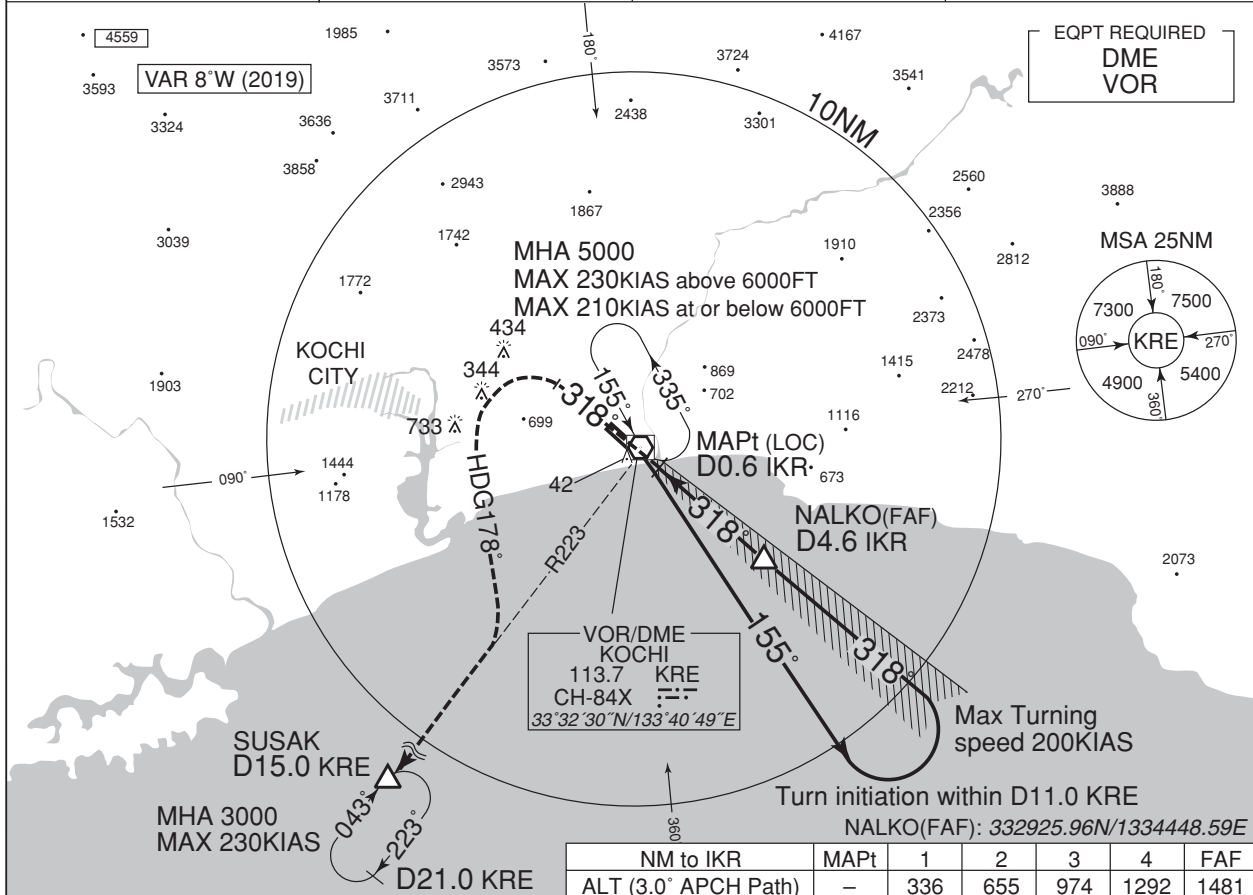 4559
1985
180°
4167
EQPT REQUIRED
DME
VOR
3573
3724
3593
VAR 8°W (2019)
3541
3711
2438
10NM
3324
3636
3301
3858
2943
2560
1867
3888
2356
3039
1742
MHA 5000
MAX 230KIAS above 6000FT
MAX 210KIAS at or below 6000FT
1910
2812
MSA 25NM
180°
7300
7500
090°
KRE
270°
4900
5400
360°
1772
434
2373
KOCHI
CITY
344
2478
1903
155°
335°
869
702
1415
2212
270°
318°
733
699
1116
MAPt (LOC)
D0.6 IKR
673
090°
1444
1178
HDG178°
42
318°
NALKO(FAF)
D4.6 IKR
1532
R223
2073
VOR/DME
KOCHI
113.7 KRE
CH-84X
33°32´30˝N/133°40´49˝E
155°
318°
Max Turning
speed 200KIAS
SUSAK
D15.0 KRE
Turn initiation within D11.0 KRE
MHA 3000
MAX 230KIAS
043°
223°
360°
NALKO(FAF): 332925.96N/1334448.59E
D21.0 KRE
NM to IKR MAPt 1 2 3 4 FAF
ALT (3.0° APCH Path) – 336 655 974 1292 1481